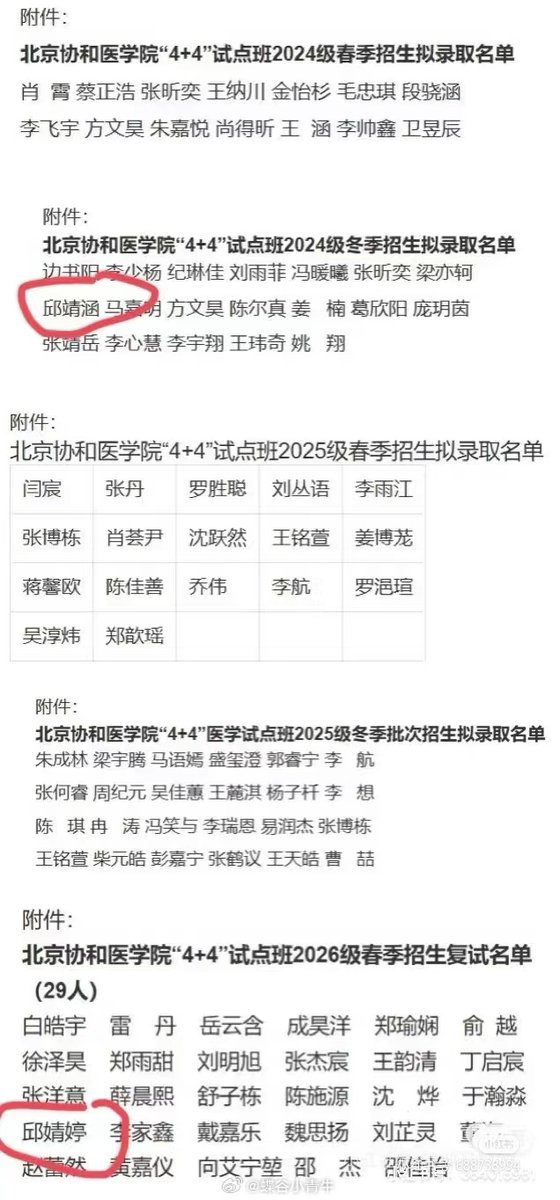 附件：
北京协和医学院“4+4”试点班2024级春季招生拟录取名单
肖 霄 蔡正浩 张昕奕 王纳川 金怡杉 毛忠琪 段骁涵
李飞宇 方文昊 朱嘉悦 尚得昕 王 涵 李帅鑫 卫昱辰
附件：
北京协和医学院“4+4”试点班2024级冬季招生拟录取名单
边书阳 李少杨 纪琳佳 刘雨菲 冯暖曦 张昕奕 梁亦轲
邱靖涵 马嘉明 方文昊 陈尔真 姜 楠 葛欣阳 庞玥茵
张靖岳 李心慧 李宇翔 王玮奇 姚 翔
附件：
北京协和医学院“4+4”试点班2025级春季招生拟录取名单
闫宸 张丹 罗胜聪 刘丛语 李雨江
张博栋 肖荟尹 沈跃然 王铭萱 姜博茏
蒋馨欧 陈佳善 乔伟 李航 罗浥瑄
吴淳炜 郑歆瑶
附件：
北京协和医学院“4+4”医学试点班2025级冬季批次招生拟录取名单
朱成林 梁宇腾 马语嫣 盛玺澄 郭睿宁 李 航
张何睿 周纪元 吴佳蕙 王麓淇 杨子杄 李 想
陈 琪 冉 涛 冯笑与 李瑞恩 易润杰 张博栋
王铭萱 柴元皓 彭嘉宁 张鹤议 王天皓 曹 喆
附件：
北京协和医学院“4+4”试点班2026级春季招生复试名单
（29人）
白皓宇 雷 丹 岳云含 成昊洋 郑瑜娴 俞 越
徐泽昊 郑雨甜 刘明旭 张杰宸 王韵清 丁启宸
张洋意 薛晨熙 舒子栋 陈施源 沈 烨 于瀚淼
邱婧婷 李家鑫 戴嘉乐 魏思扬 刘芷灵
赵蕾然 黄嘉仪 向艾宁堃 邵 杰